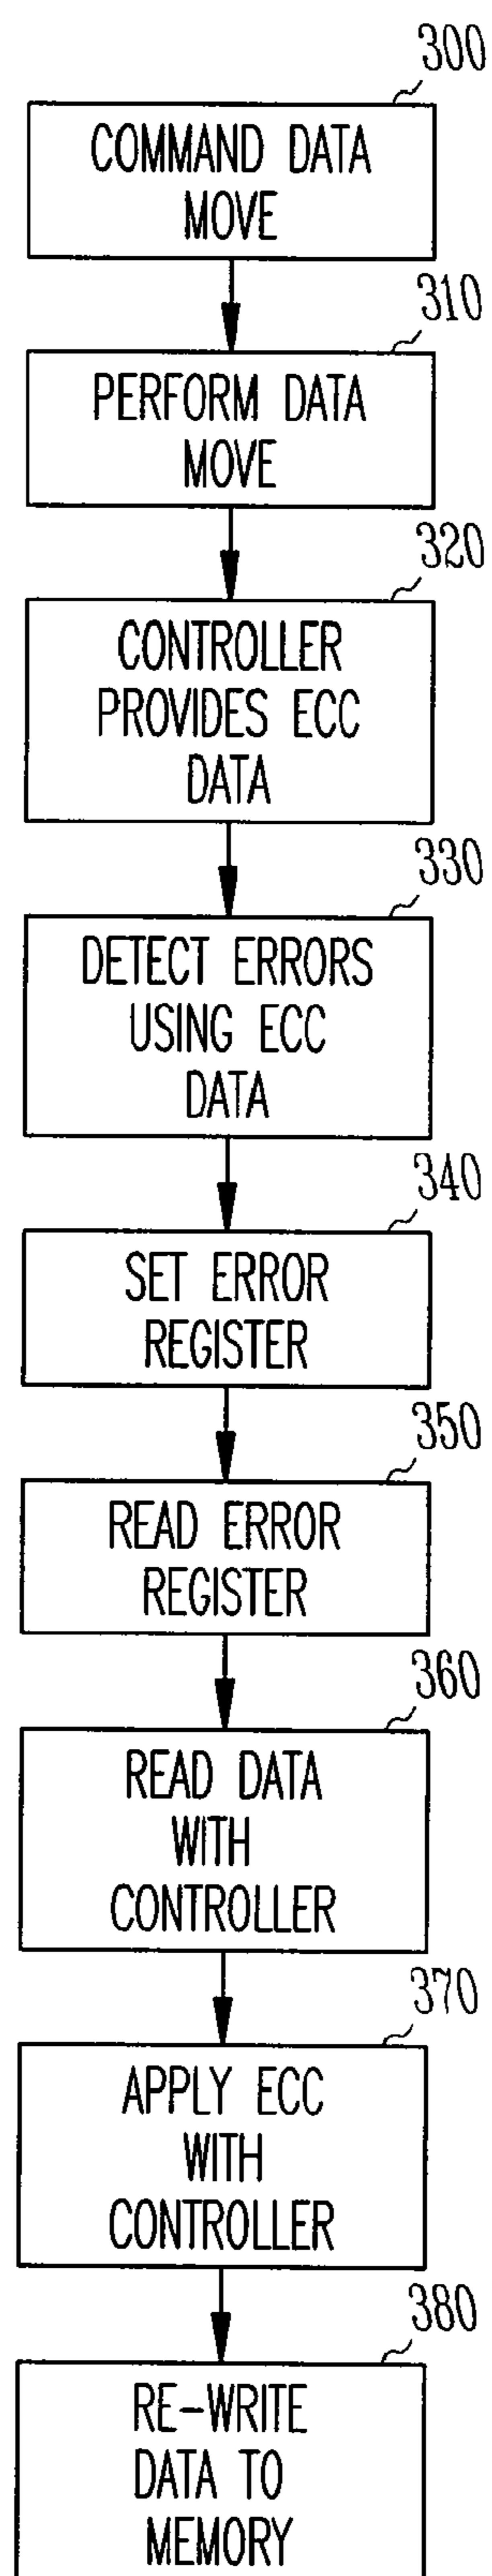 300
COMMAND DATA
MOVE
310
PERFORM DATA
MOVE
320
CONTROLLER
PROVIDES ECC
DATA
330
DETECT ERRORS
USING ECC
DATA
340
SET ERROR
REGISTER
350
READ ERROR
REGISTER
360
READ DATA
WITH
CONTROLLER
370
APPLY ECC
WITH
CONTROLLER
380
RE-WRITE
DATA TO
MEMORY